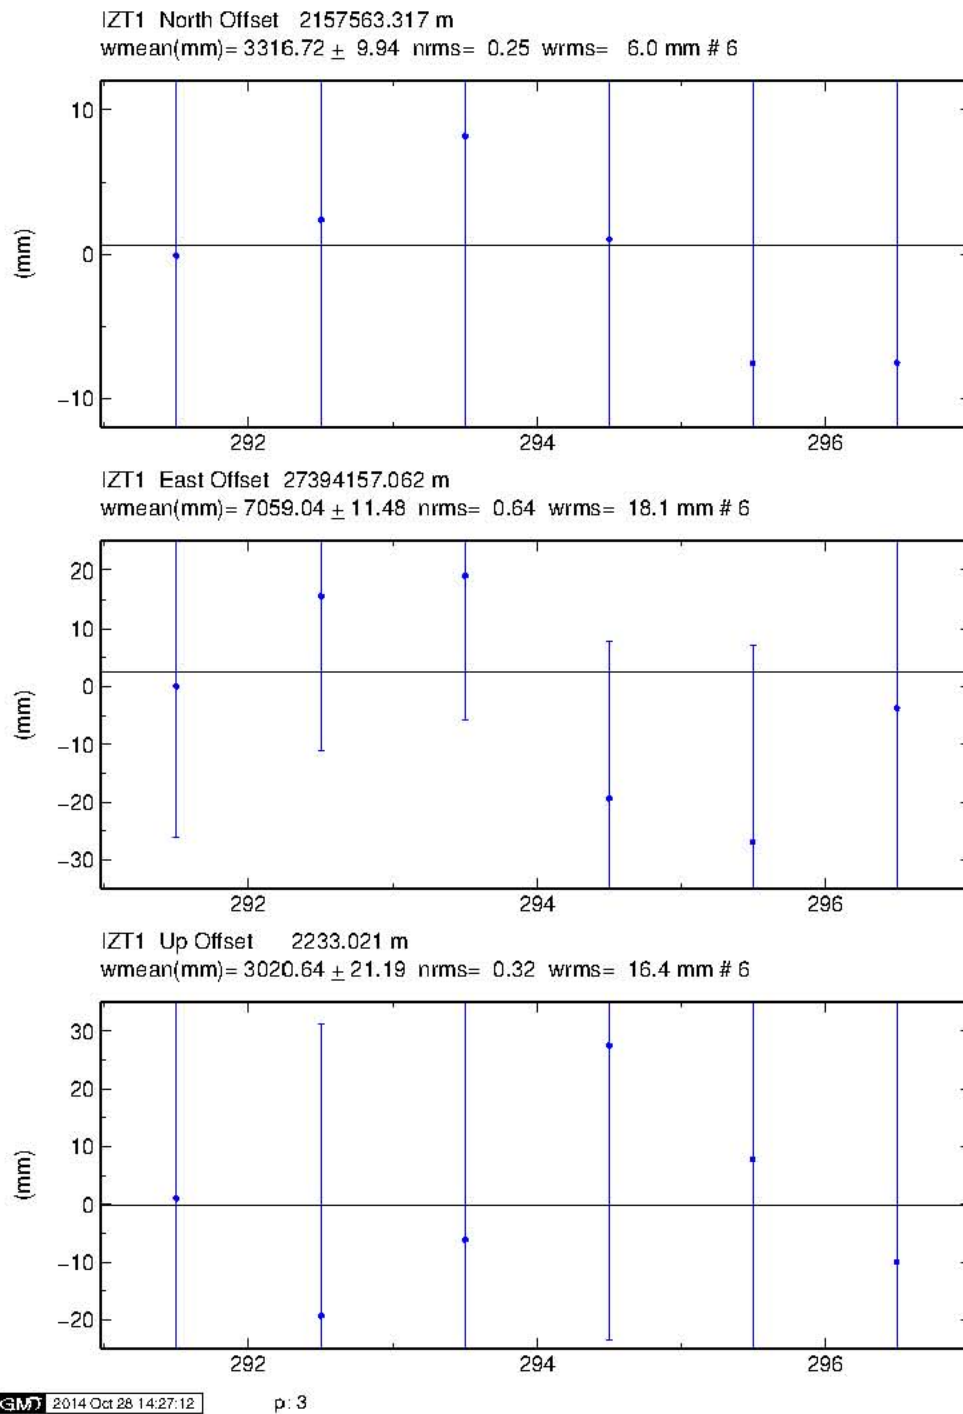 IZT1 North Offset 2157563.317 m
wmean(mm)= 3316.72 ± 9.94 nrms= 0.25 wrms= 6.0 mm # 6
10
0
−10
(mm)
292 294 296
IZT1 East Offset 27394157.062 m
wmean(mm)= 7059.04 ± 11.48 nrms= 0.64 wrms= 18.1 mm # 6
20
10
0
−10
−20
−30
(mm)
292 294 296
IZT1 Up Offset 2233.021 m
wmean(mm)= 3020.64 ± 21.19 nrms= 0.32 wrms= 16.4 mm # 6
30
20
10
0
−10
−20
(mm)
292 294 296
GMT 2014 Oct 28 14:27:12 p: 3